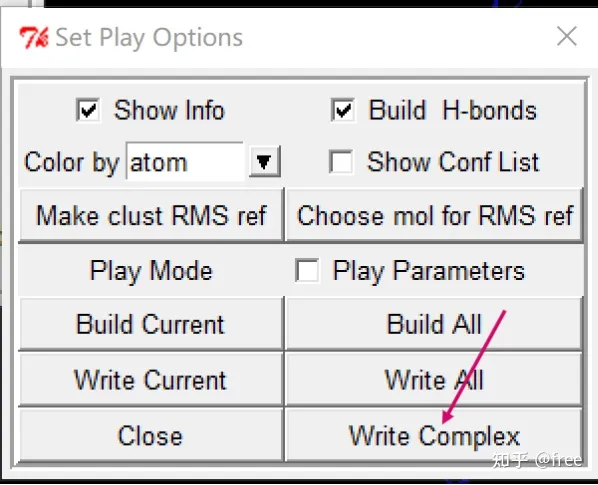 Set Play Options
Show Info Build H-bonds
Color by atom Show Conf List
Make clust RMS ref Choose mol for RMS ref
Play Mode Play Parameters
Build Current Build All
Write Current Write All
Close Write Complex
知乎 @free